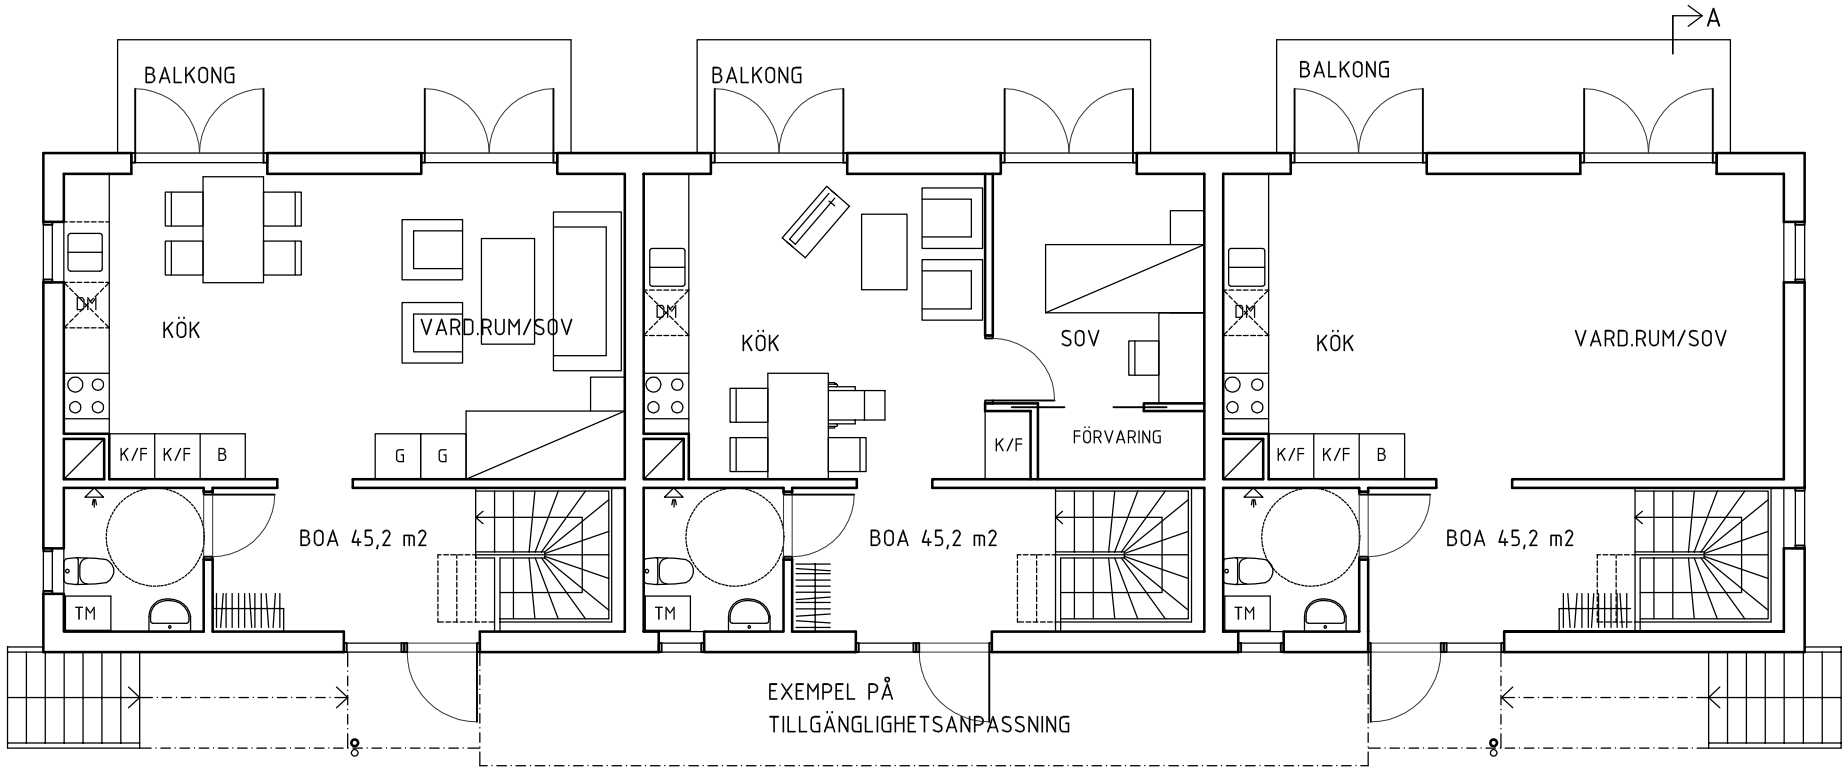 A
BALKONG
BALKONG
BALKONG
DM
DM
DM
KÖK
VARD.RUM/SOV
KÖK
SOV
KÖK
VARD.RUM/SOV
K/F
K/F
B
G
G
K/F
FÖRVARING
K/F
K/F
B
BOA 45,2 m2
BOA 45,2 m2
BOA 45,2 m2
TM
TM
TM
EXEMPEL PÅ
TILLGÄNGLIGHETSANPASSNING